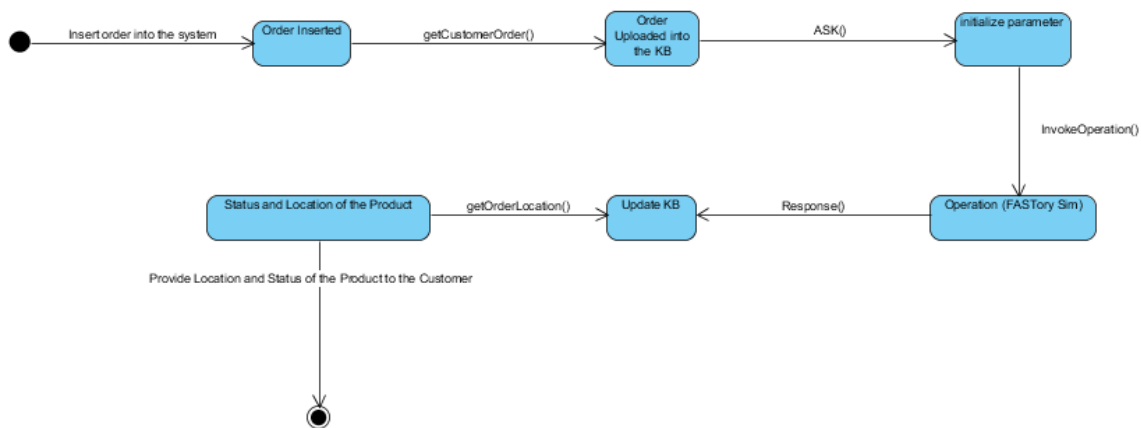 Insert order into the system
Order Inserted
getCustomerOrder()
Order
Uploaded into
the KB
ASK()
initialize parameter
InvokeOperation()
Status and Location of the Product
getOrderLocation()
Update KB
Response()
Operation (FASTory Sim)
Provide Location and Status of the Product to the Customer